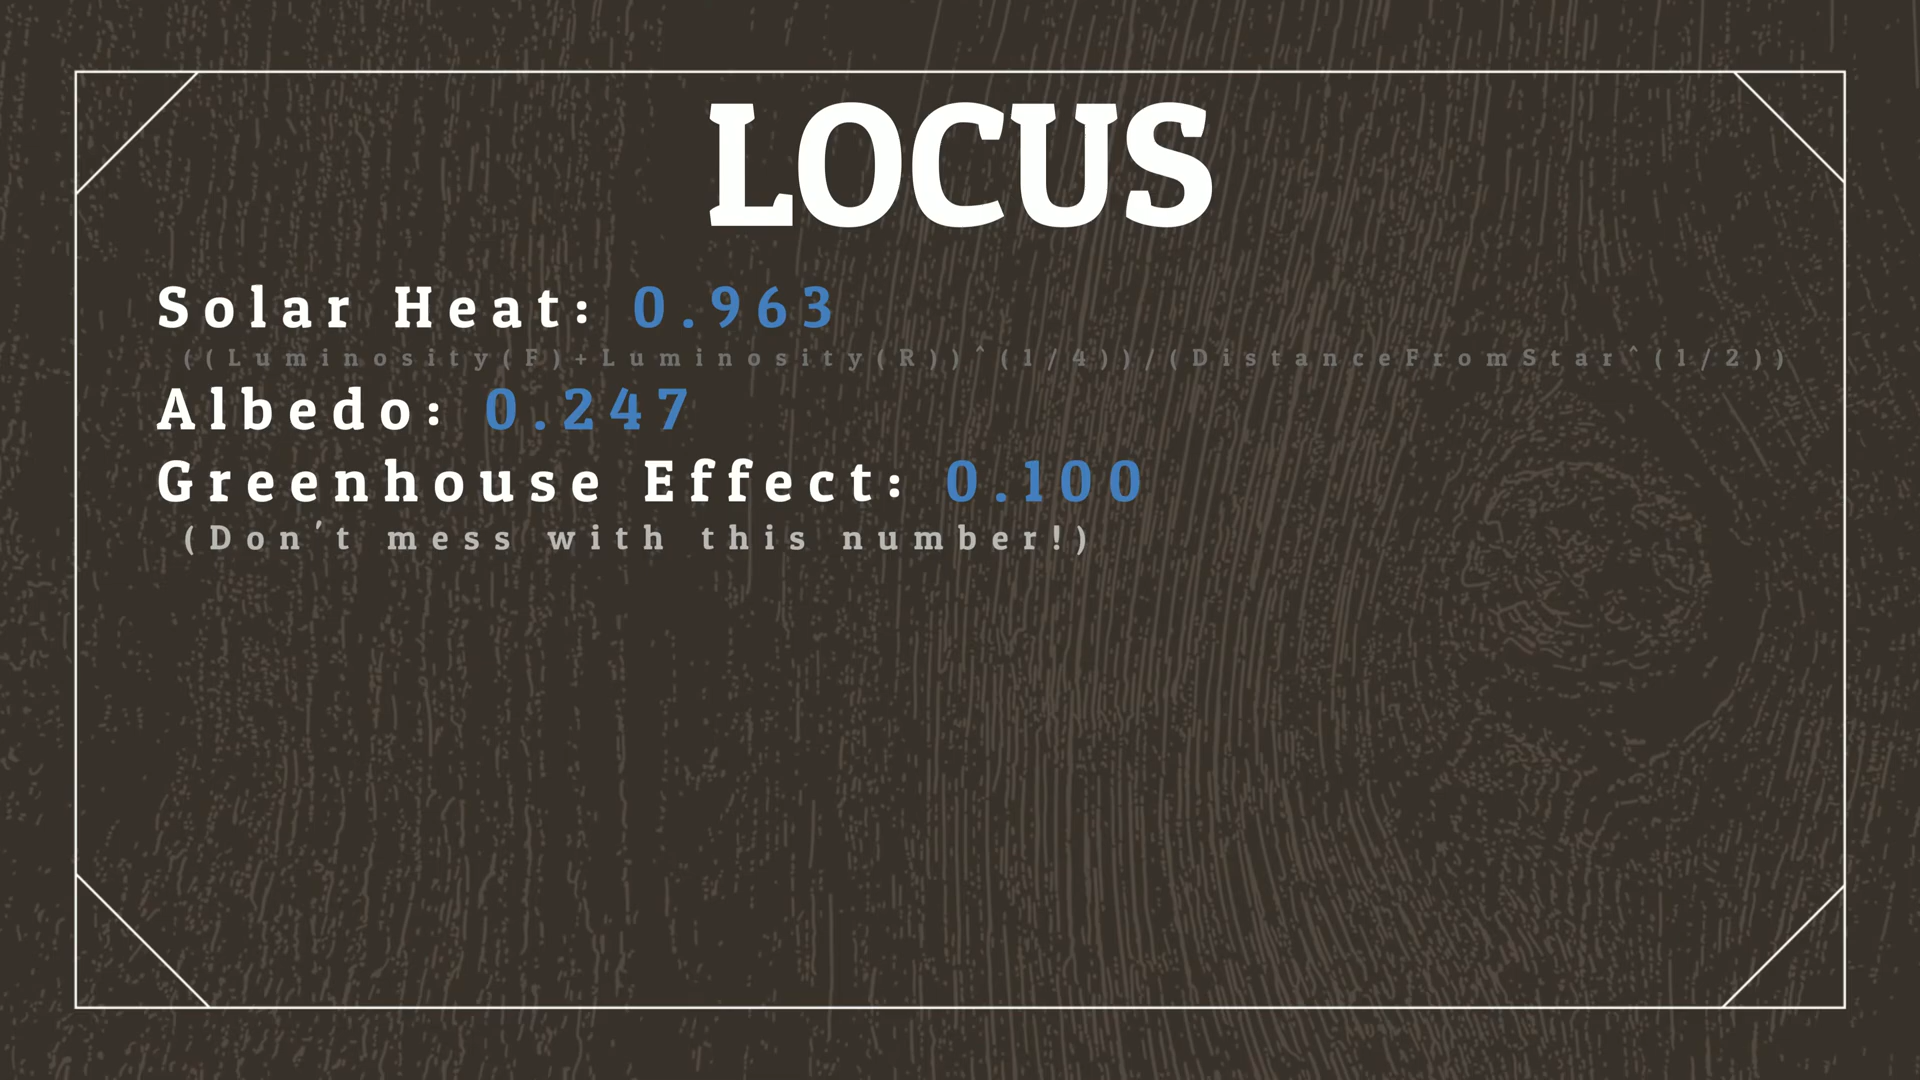 LOCUS
Solar Heat: 0.963
((Luminosity(F)+Luminosity(R))^(1/4))/(DistanceFromStar^(1/2))
Albedo: 0.247
Greenhouse Effect: 0.100
(Don't mess with this number!)